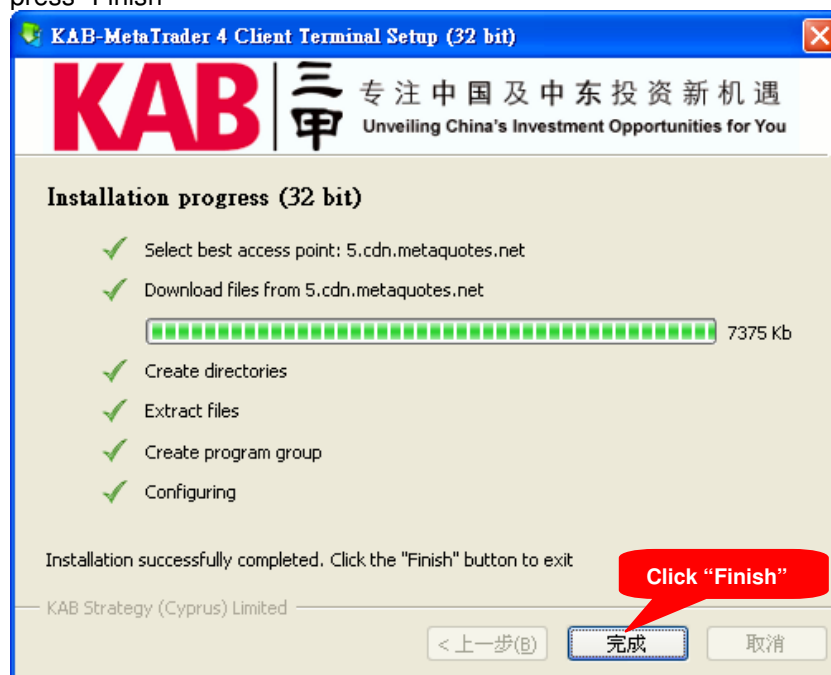 press "Finish"
KAB-MetaTrader 4 Client Terminal Setup (32 bit)
KAB 三甲 专注中国及中东投资新机遇
Unveiling China's Investment Opportunities for You
Installation progress (32 bit)
Select best access point: 5.cdn.metaquotes.net
Download files from 5.cdn.metaquotes.net
7375 Kb
Create directories
Extract files
Create program group
Configuring
Installation successfully completed. Click the "Finish" button to exit
Click “Finish”
KAB Strategy (Cyprus) Limited
<上一步(B) 完成 取消